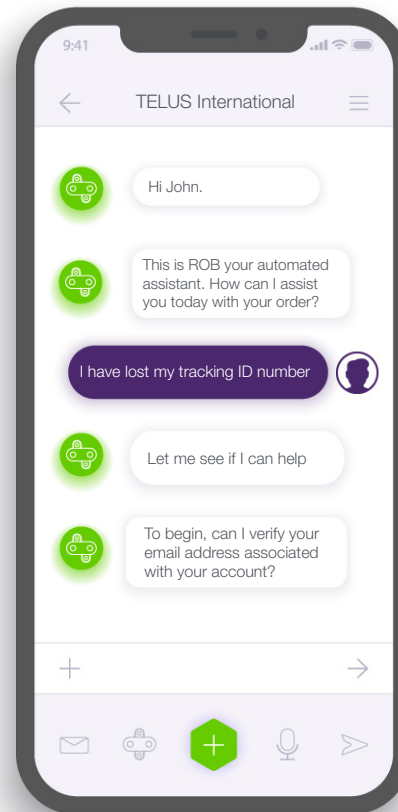 9:41
TELUS International
Hi John.
This is ROB your automated
assistant. How can I assist
you today with your order?
I have lost my tracking ID number
Let me see if I can help
To begin, can I verify your
email address associated
with your account?